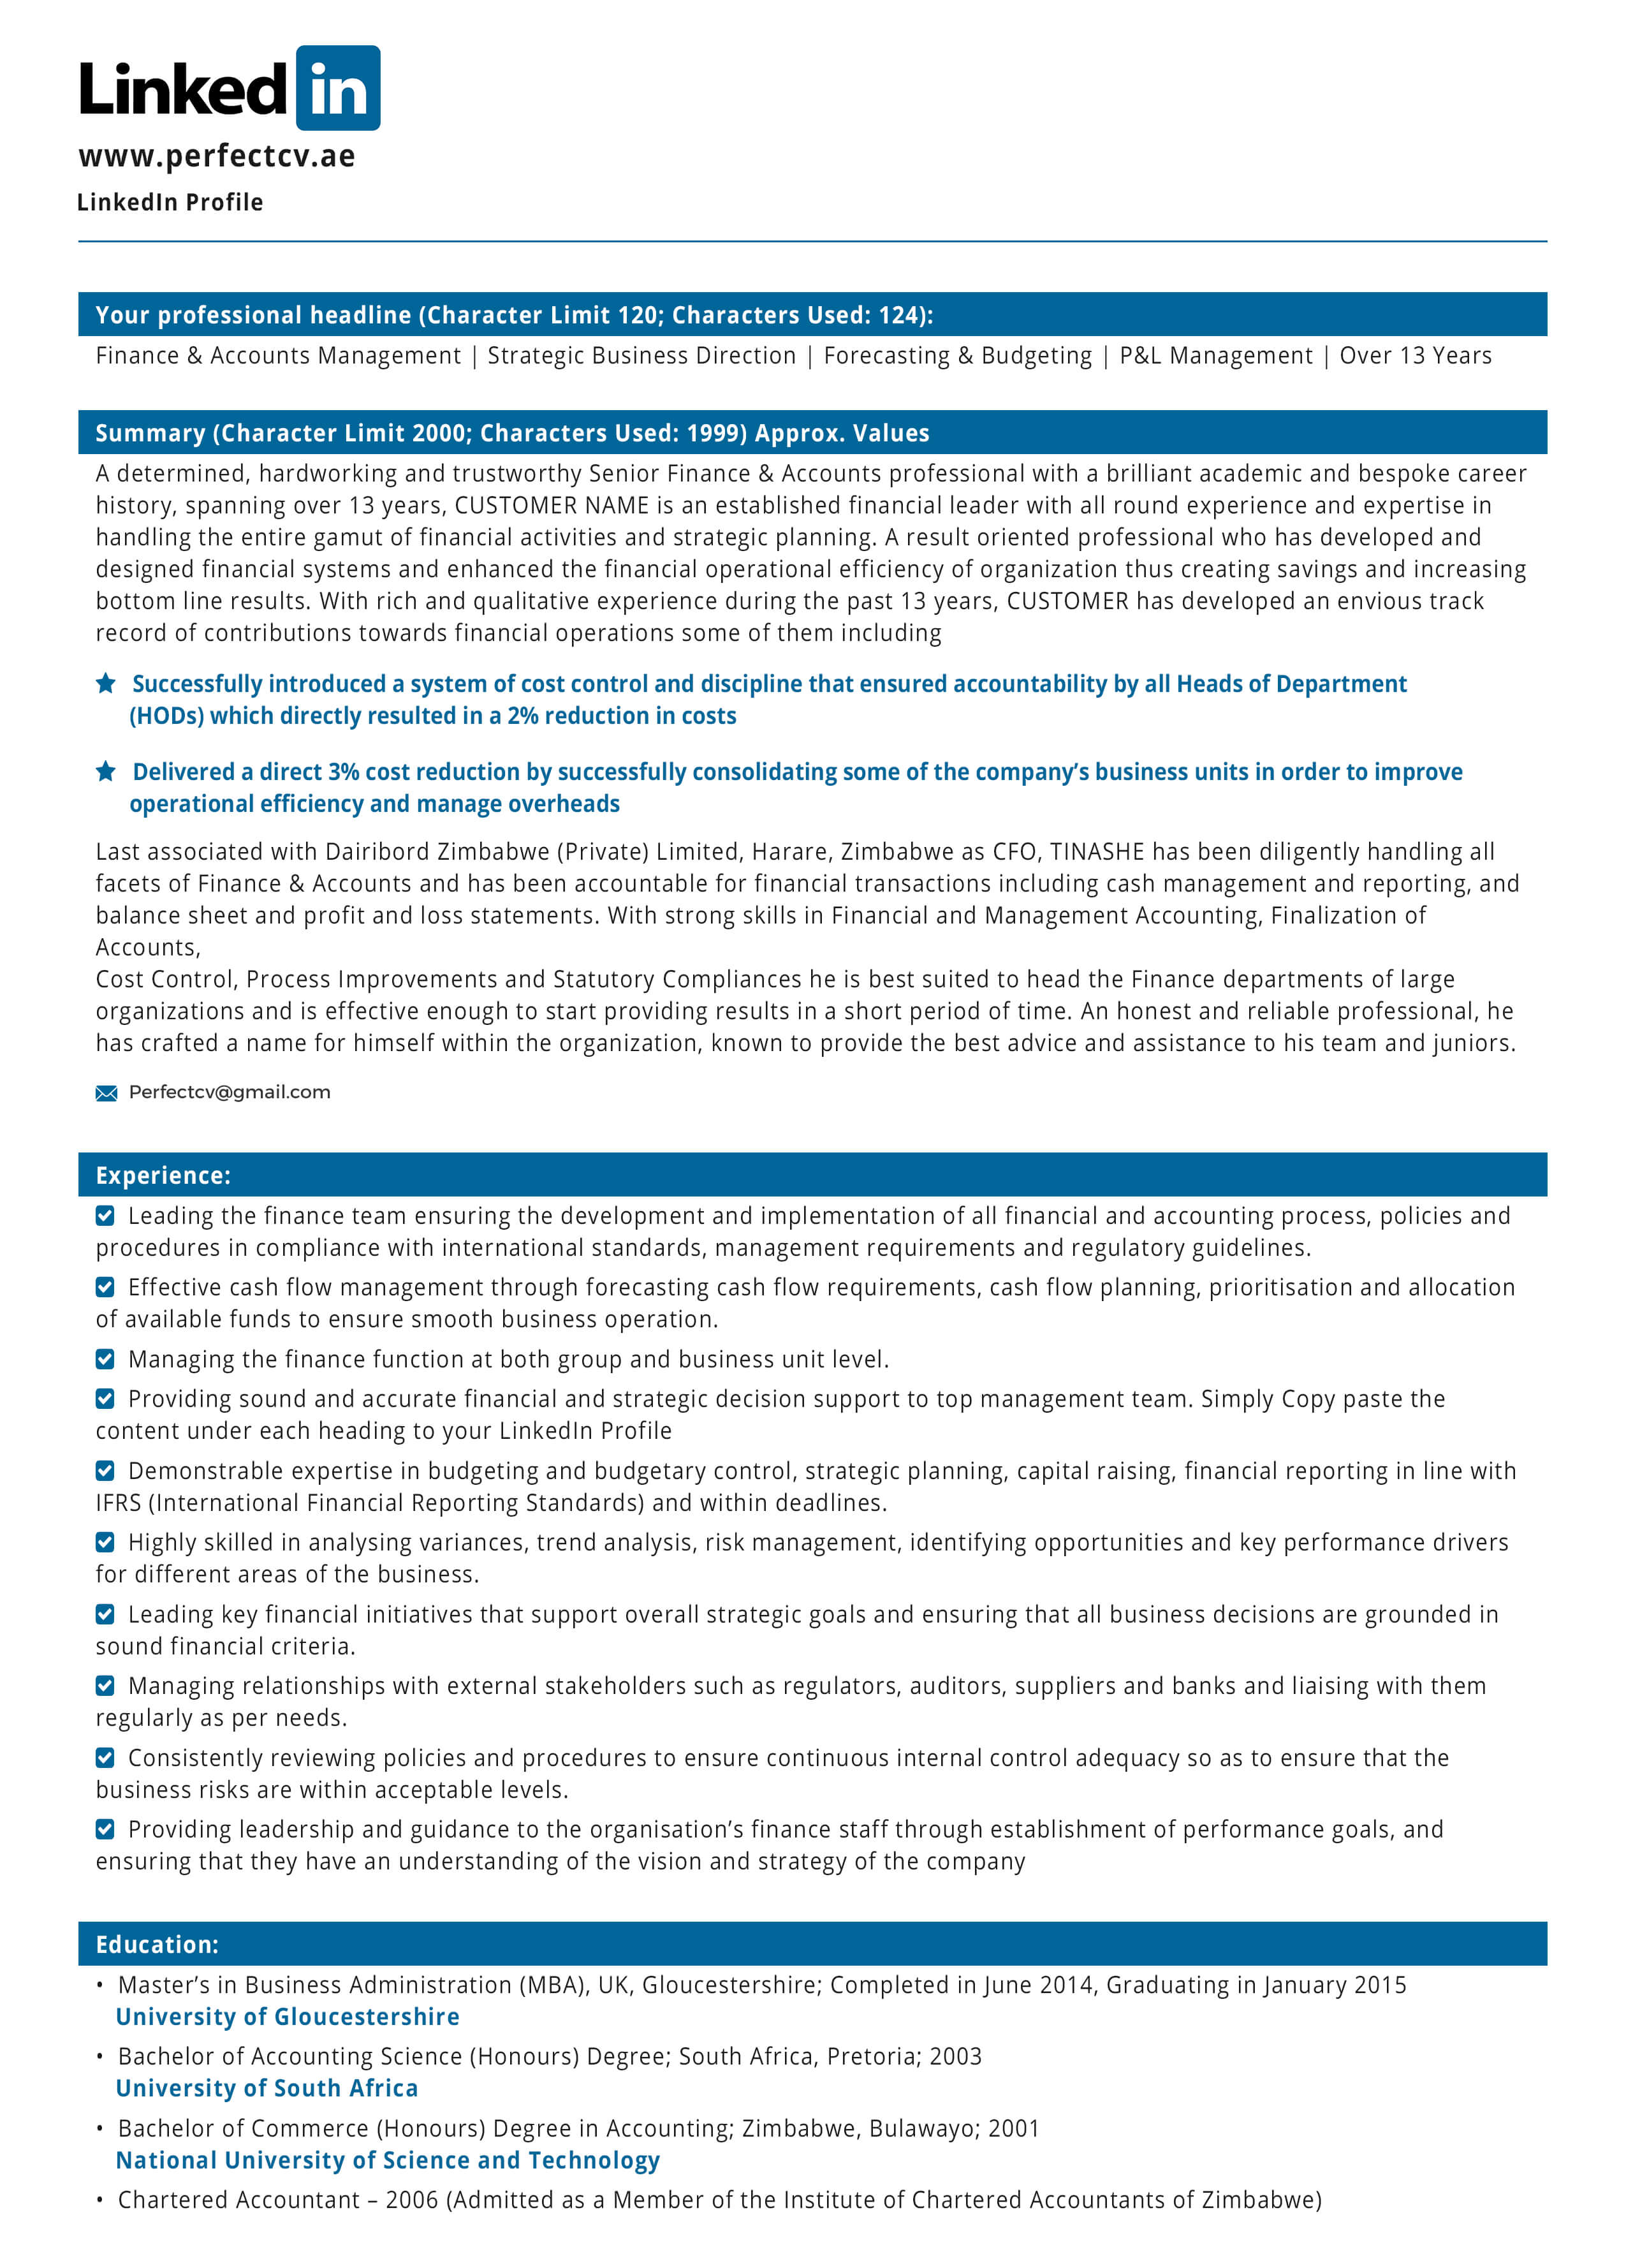 Linked in
www.perfectcv.ae
LinkedIn Profile
Your professional headline (Character Limit 120; Characters Used: 124):
Finance & Accounts Management | Strategic Business Direction | Forecasting & Budgeting | P&L Management | Over 13 Years
Summary (Character Limit 2000; Characters Used: 1999) Approx. Values
A determined, hardworking and trustworthy Senior Finance & Accounts professional with a brilliant academic and bespoke career
history, spanning over 13 years, CUSTOMER NAME is an established financial leader with all round experience and expertise in
handling the entire gamut of financial activities and strategic planning. A result oriented professional who has developed and
designed financial systems and enhanced the financial operational efficiency of organization thus creating savings and increasing
bottom line results. With rich and qualitative experience during the past 13 years, CUSTOMER has developed an envious track
record of contributions towards financial operations some of them including
Successfully introduced a system of cost control and discipline that ensured accountability by all Heads of Department
(HODs) which directly resulted in a 2% reduction in costs
Delivered a direct 3% cost reduction by successfully consolidating some of the company’s business units in order to improve
operational efficiency and manage overheads
Last associated with Dairibord Zimbabwe (Private) Limited, Harare, Zimbabwe as CFO, TINASHE has been diligently handling all
facets of Finance & Accounts and has been accountable for financial transactions including cash management and reporting, and
balance sheet and profit and loss statements. With strong skills in Financial and Management Accounting, Finalization of
Accounts,
Cost Control, Process Improvements and Statutory Compliances he is best suited to head the Finance departments of large
organizations and is effective enough to start providing results in a short period of time. An honest and reliable professional, he
has crafted a name for himself within the organization, known to provide the best advice and assistance to his team and juniors.
Perfectcv@gmail.com
Experience:
Leading the finance team ensuring the development and implementation of all financial and accounting process, policies and
procedures in compliance with international standards, management requirements and regulatory guidelines.
Effective cash flow management through forecasting cash flow requirements, cash flow planning, prioritisation and allocation
of available funds to ensure smooth business operation.
Managing the finance function at both group and business unit level.
Providing sound and accurate financial and strategic decision support to top management team. Simply Copy paste the
content under each heading to your LinkedIn Profile
Demonstrable expertise in budgeting and budgetary control, strategic planning, capital raising, financial reporting in line with
IFRS (International Financial Reporting Standards) and within deadlines.
Highly skilled in analysing variances, trend analysis, risk management, identifying opportunities and key performance drivers
for different areas of the business.
Leading key financial initiatives that support overall strategic goals and ensuring that all business decisions are grounded in
sound financial criteria.
Managing relationships with external stakeholders such as regulators, auditors, suppliers and banks and liaising with them
regularly as per needs.
Consistently reviewing policies and procedures to ensure continuous internal control adequacy so as to ensure that the
business risks are within acceptable levels.
Providing leadership and guidance to the organisation’s finance staff through establishment of performance goals, and
ensuring that they have an understanding of the vision and strategy of the company
Education:
• Master’s in Business Administration (MBA), UK, Gloucestershire; Completed in June 2014, Graduating in January 2015
University of Gloucestershire
• Bachelor of Accounting Science (Honours) Degree; South Africa, Pretoria; 2003
University of South Africa
• Bachelor of Commerce (Honours) Degree in Accounting; Zimbabwe, Bulawayo; 2001
National University of Science and Technology
• Chartered Accountant – 2006 (Admitted as a Member of the Institute of Chartered Accountants of Zimbabwe)